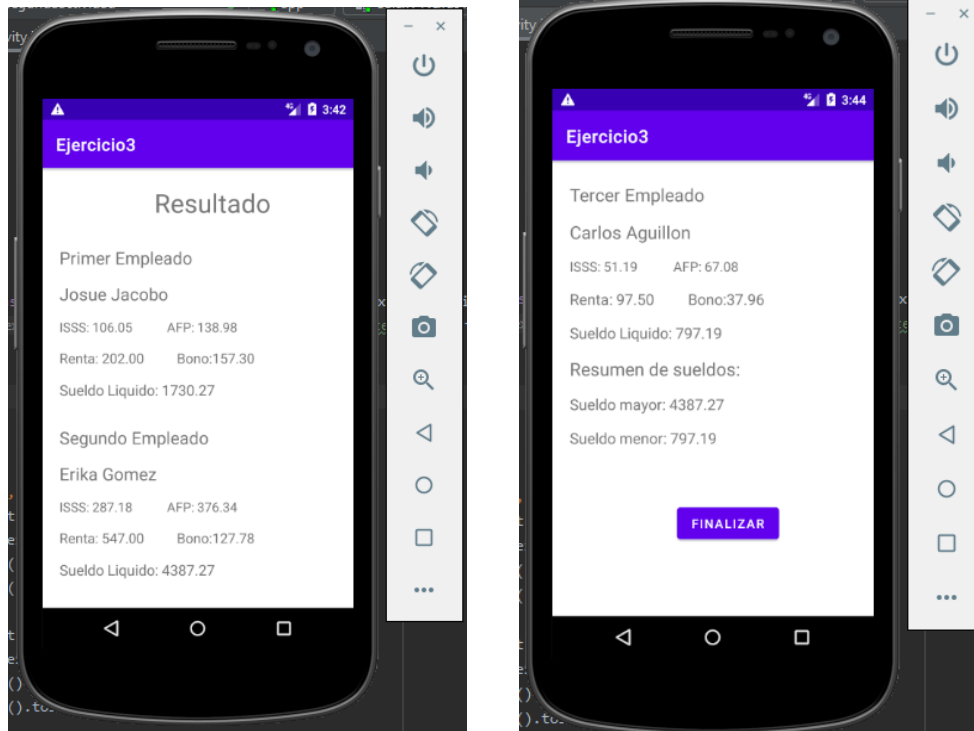 3:42
Ejercicio3
Resultado
Primer Empleado
Josue Jacobo
ISSS: 106.05 AFP: 138.98
Renta: 202.00 Bono:157.30
Sueldo Liquido: 1730.27
Segundo Empleado
Erika Gomez
ISSS: 287.18 AFP: 376.34
Renta: 547.00 Bono:127.78
Sueldo Liquido: 4387.27
3:44
Ejercicio3
Tercer Empleado
Carlos Aguillon
ISSS: 51.19 AFP: 67.08
Renta: 97.50 Bono:37.96
Sueldo Liquido: 797.19
Resumen de sueldos:
Sueldo mayor: 4387.27
Sueldo menor: 797.19
FINALIZAR